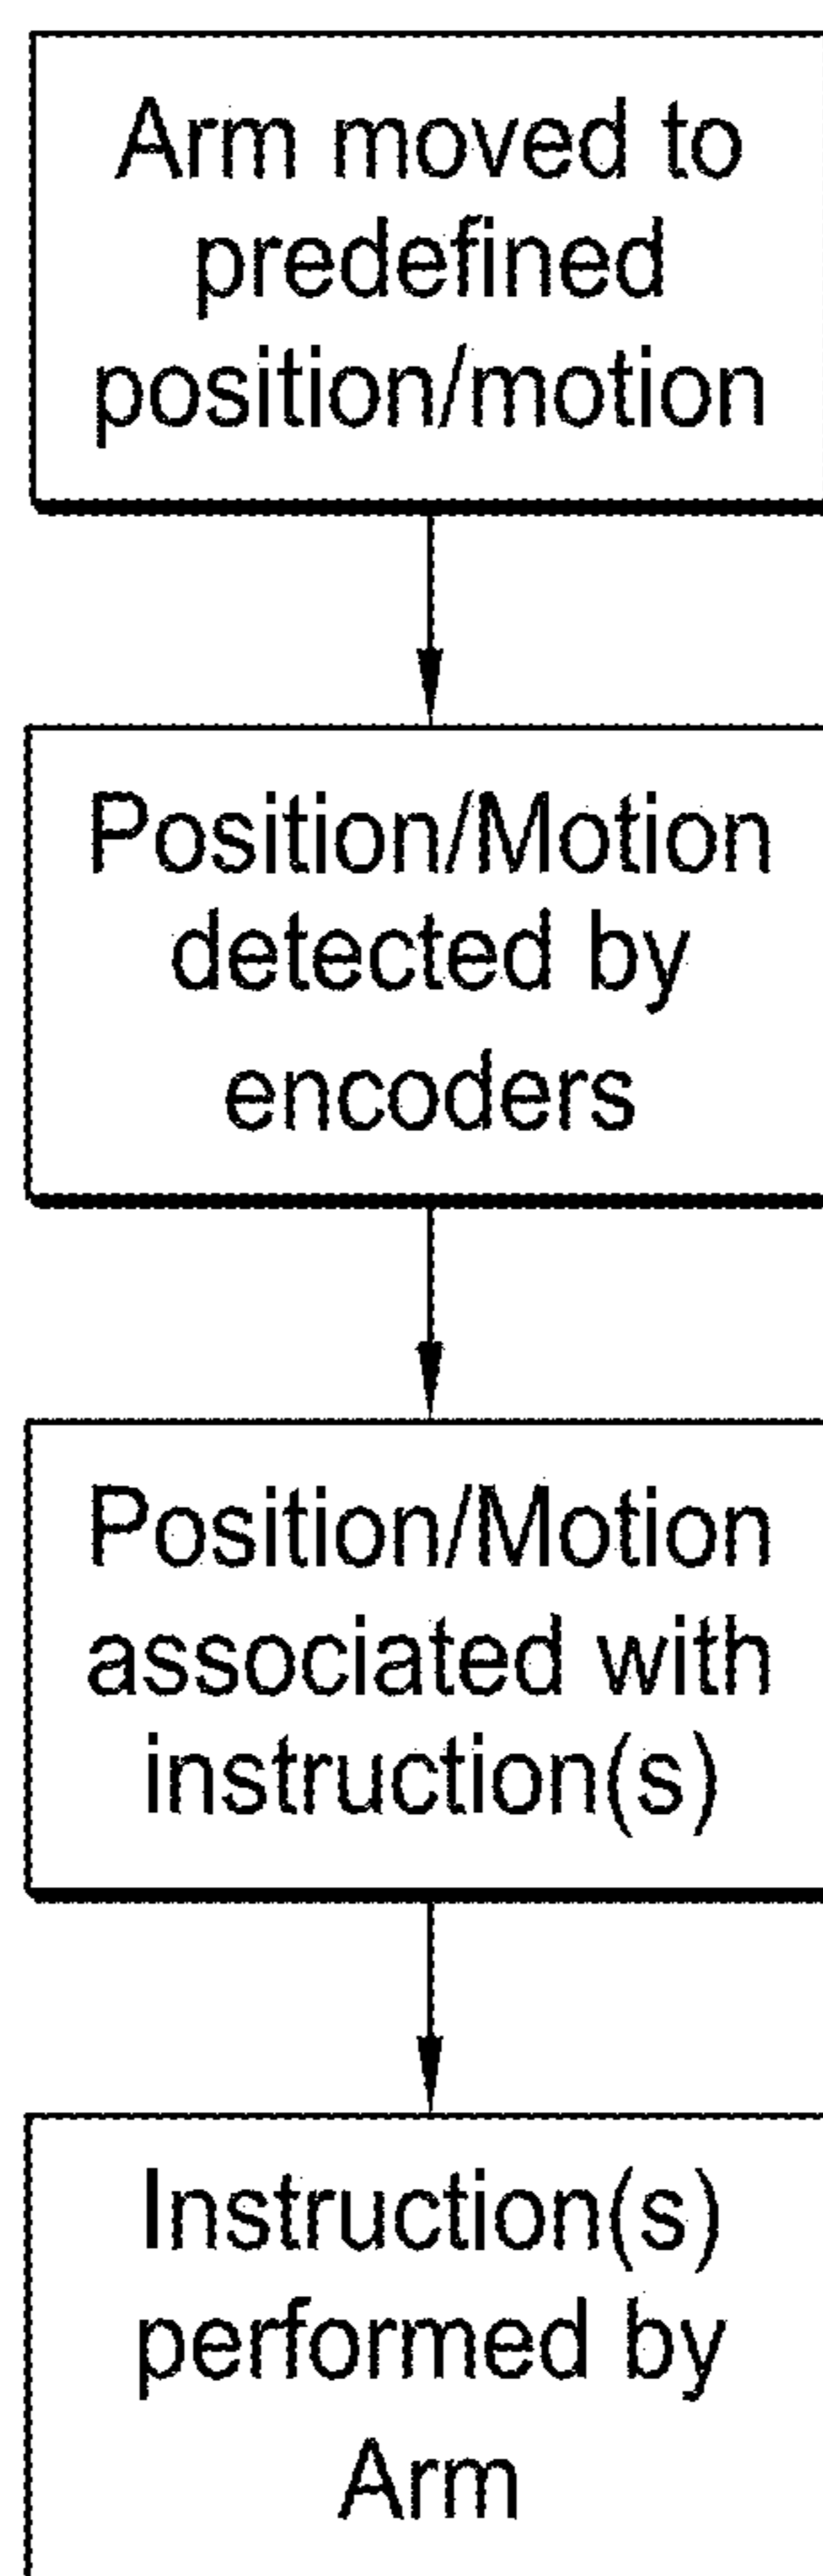 Arm moved to
predefined
position/motion
Position/Motion
detected by
encoders
Position/Motion
associated with
instruction(s)
Instruction(s)
performed by
Arm